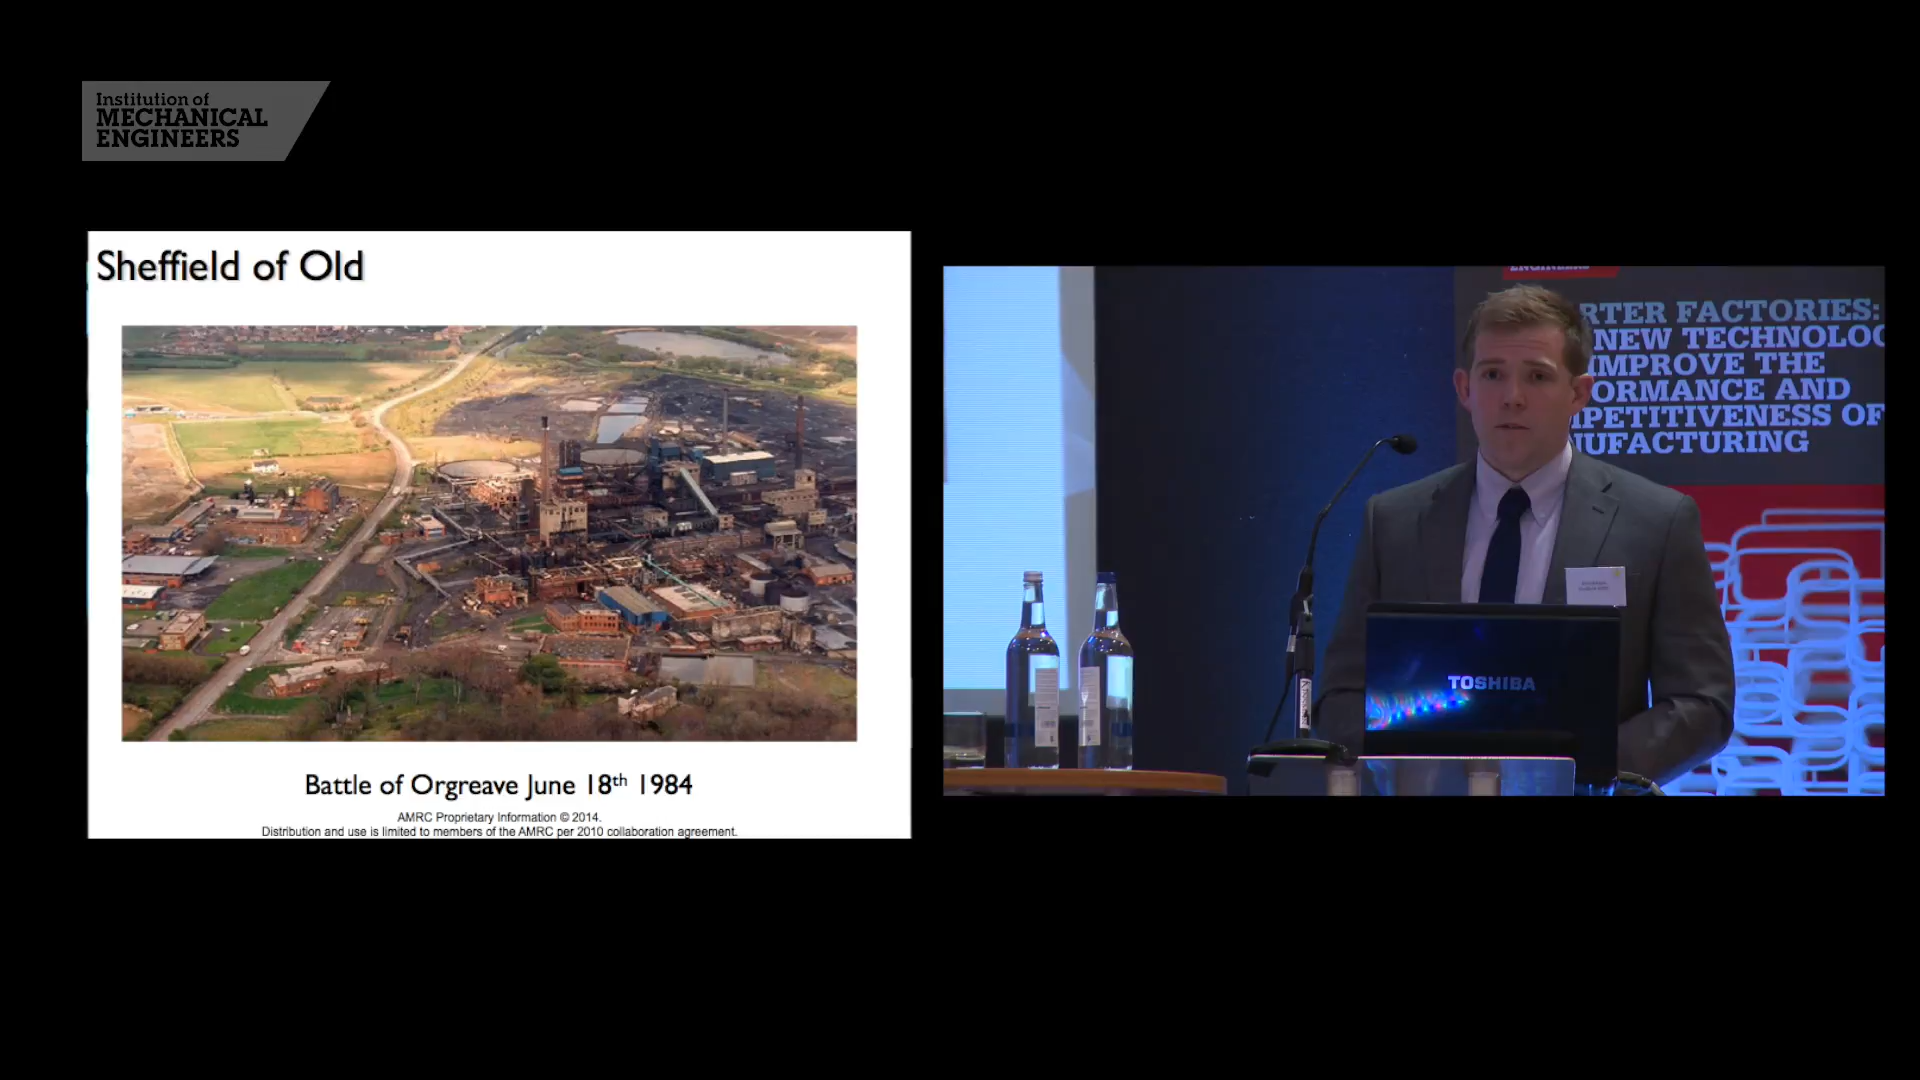 Institution of
MECHANICAL
ENGINEERS
Sheffield of Old
Battle of Orgreave June 18th 1984
AMRC Proprietary Information © 2014.
Distribution and use is limited to members of the AMRC per 2010 collaboration agreement.
ENGINEERS
RTER FACTORIES:
NEW TECHNOLOG
IMPROVE THE
ORMANCE AND
PETITIVENESS OF
NUFACTURING
TOSHIBA